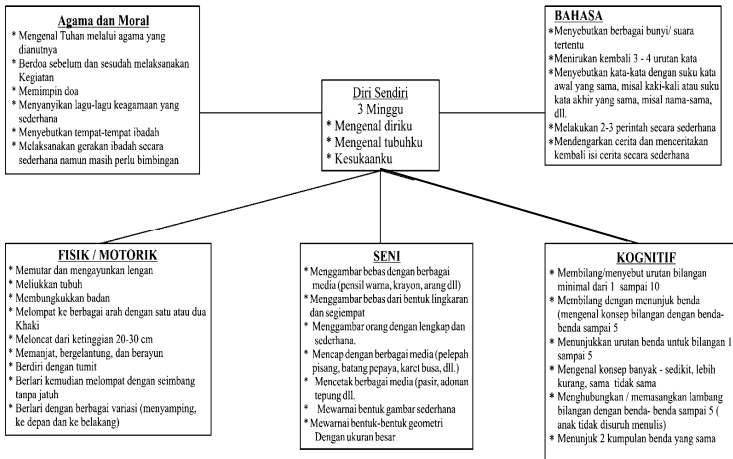 Agama dan Moral
* Mengenal Tuhan melalui agama yang
dianutnya
* Berdoa sebelum dan sesudah melaksanakan
Kegiatan
* Memimpin doa
* Menyanyikan lagu-lagu keagamaan yang
sederhana
* Menyebutkan tempat-tempat ibadah
* Melaksanakan gerakan ibadah secara
sederhana namun masih perlu bimbingan
Diri Sendiri
3 Minggu
* Mengenal diriku
* Mengenal tubuhku
* Kesukaanku
BAHASA
*Menyebutkan berbagai bunyi/ suara
tertentu
*Menirukan kembali 3 - 4 urutan kata
*Menyebutkan kata-kata dengan suku kata
awal yang sama, misal kaki-kali atau suku
kata akhir yang sama, misal nama-sama,
dll.
*Melakukan 2-3 perintah secara sederhana
*Mendengarkan cerita dan menceritakan
kembali isi cerita secara sederhana
FISIK / MOTORIK
* Memutar dan mengayunkan lengan
* Meliukkan tubuh
* Membungkukkan badan
* Melompat ke berbagai arah dengan satu atau dua
Khaki
* Meloncat dari ketinggian 20-30 cm
* Memanjat, bergelantung, dan berayun
* Berdiri dengan tumit
* Berlari kemudian melompat dengan seimbang
tanpa jatuh
* Berlari dengan berbagai variasi (menyamping,
ke depan dan ke belakang)
SENI
* Menggambar bebas dengan berbagai
media (pensil warna, krayon, arang dll)
* Menggambar bebas dari bentuk lingkaran
dan segiempat
* Menggambar orang dengan lengkap dan
sederhana.
* Mencap dengan berbagai media (pelepah
pisang, batang pepaya, karet busa, dll.)
* Mencetak berbagai media (pasir, adonan
tepung dll.
* Mewarnai bentuk gambar sederhana
* Mewarnai bentuk-bentuk geometri
Dengan ukuran besar
KOGNITIF
* Membilang/menyebut urutan bilangan
minimal dari 1 sampai 10
* Membilang dengan menunjuk benda
(mengenal konsep bilangan dengan benda-
benda sampai 5
* Menunjukkan urutan benda untuk bilangan 1
sampai 5
* Mengenal konsep banyak - sedikit, lebih
kurang, sama tidak sama
* Menghubungkan / memasangkan lambang
bilangan dengan benda- benda sampai 5 (
anak tidak disuruh menulis)
* Menunjuk 2 kumpulan benda yang sama